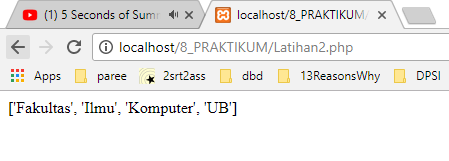 (1) 5 Seconds of Sum
localhost/8_PRAKTIKUM/
localhost/8_PRAKTIKUM/Latihan2.php
Apps paree 2srt2ass dbd 13ReasonsWhy DPSI
['Fakultas', 'Ilmu', 'Komputer', 'UB']